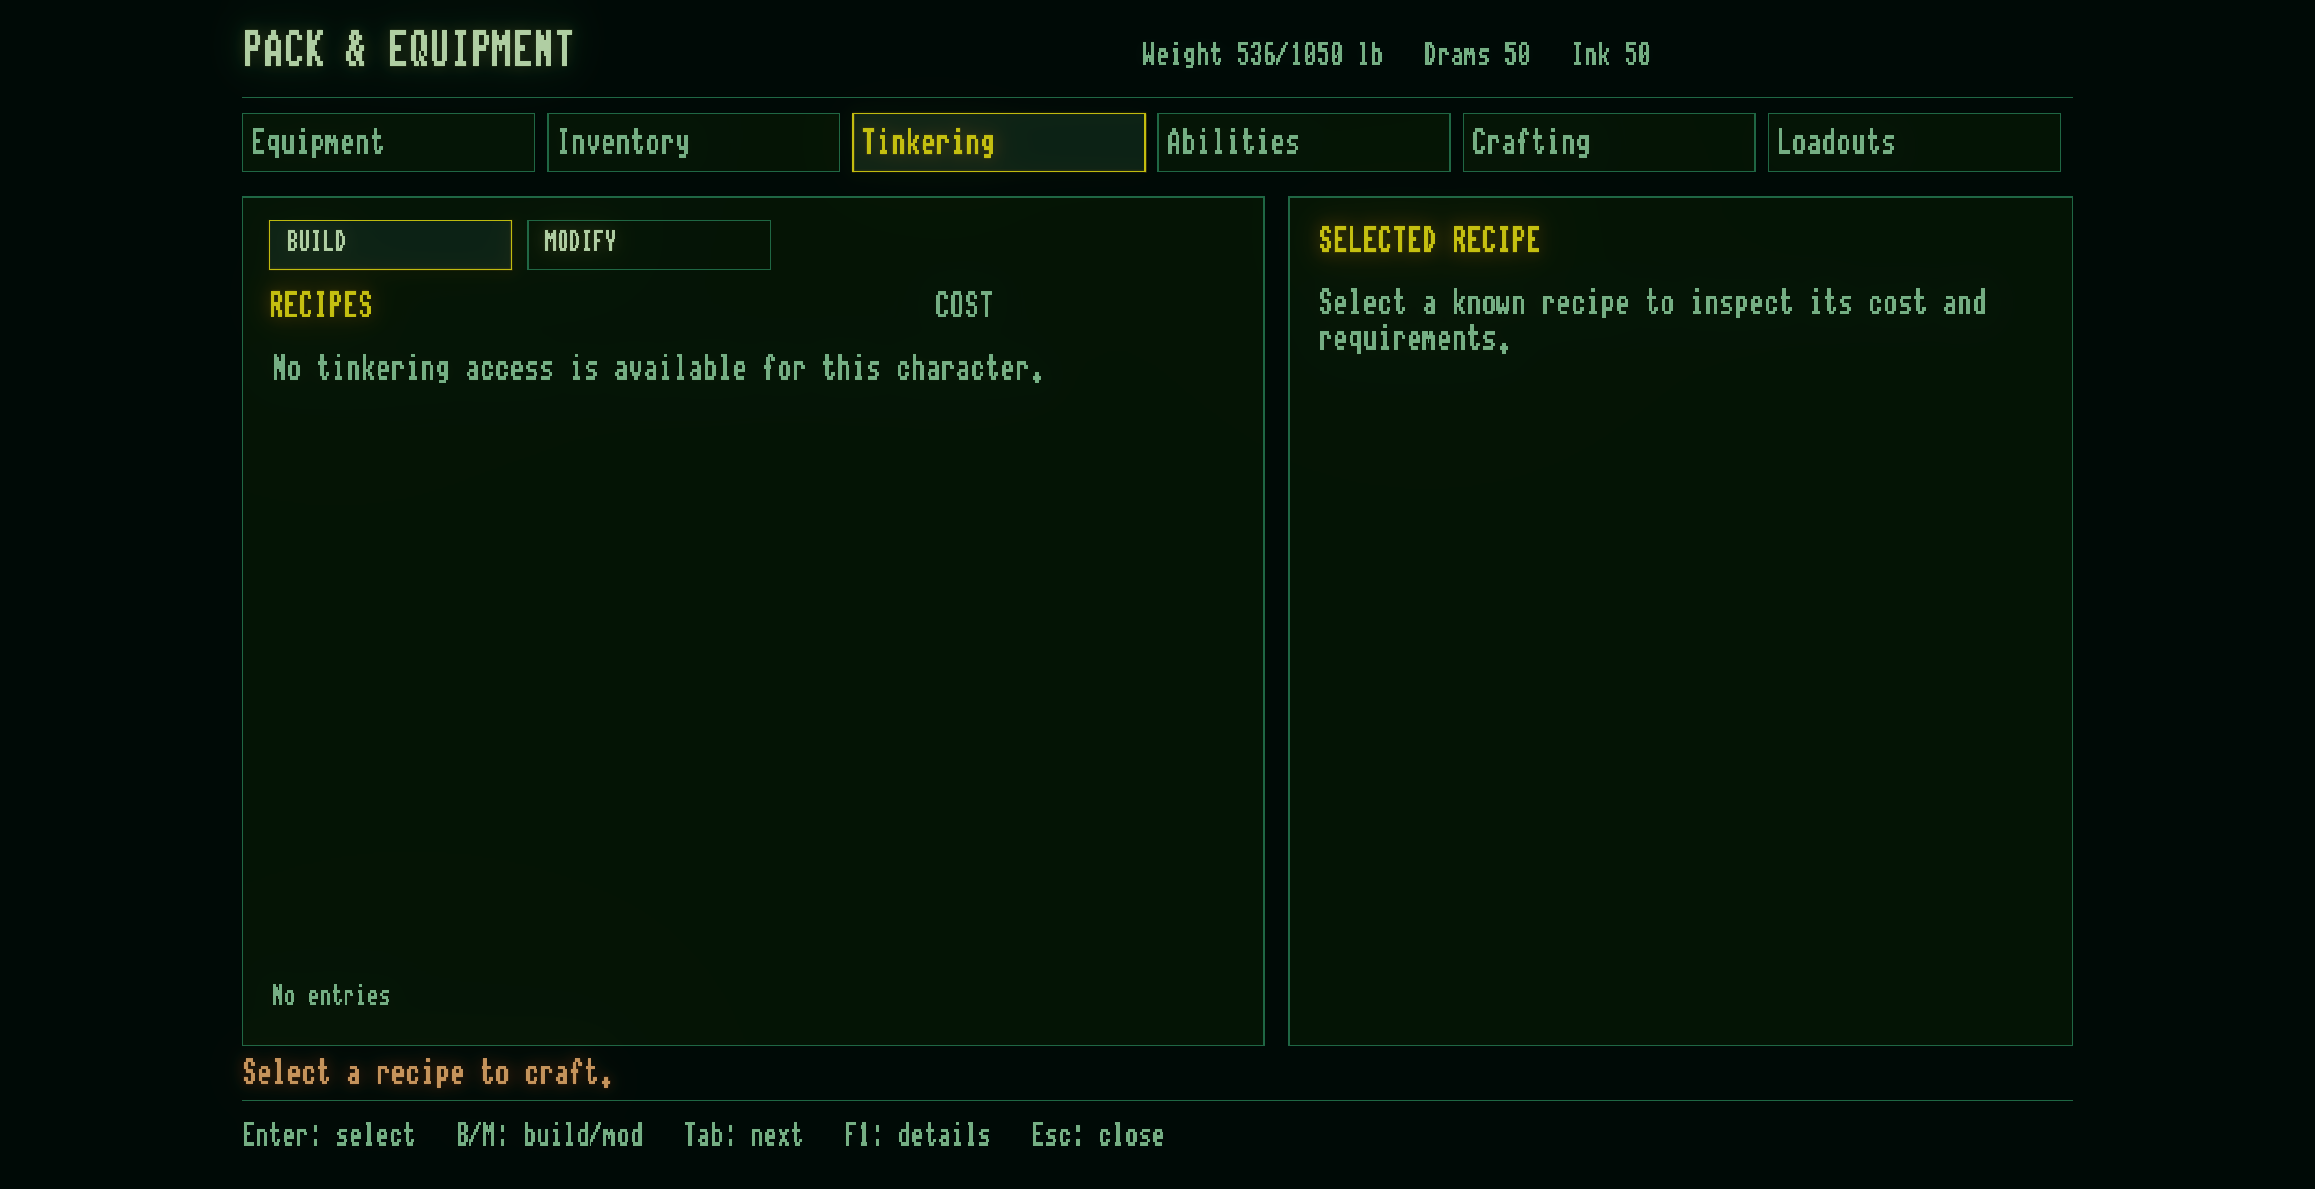 PACK & EQUIPMENT
Weight 536/1050 lb   Drams 50   Ink 50
Equipment   Inventory   Tinkering   Abilities   Crafting   Loadouts
BUILD   MODIFY
RECIPES   COST
No tinkering access is available for this character.
No entries
SELECTED RECIPE
Select a known recipe to inspect its cost and
requirements.
Select a recipe to craft.
Enter: select   B/M: build/mod   Tab: next   F1: details   Esc: close